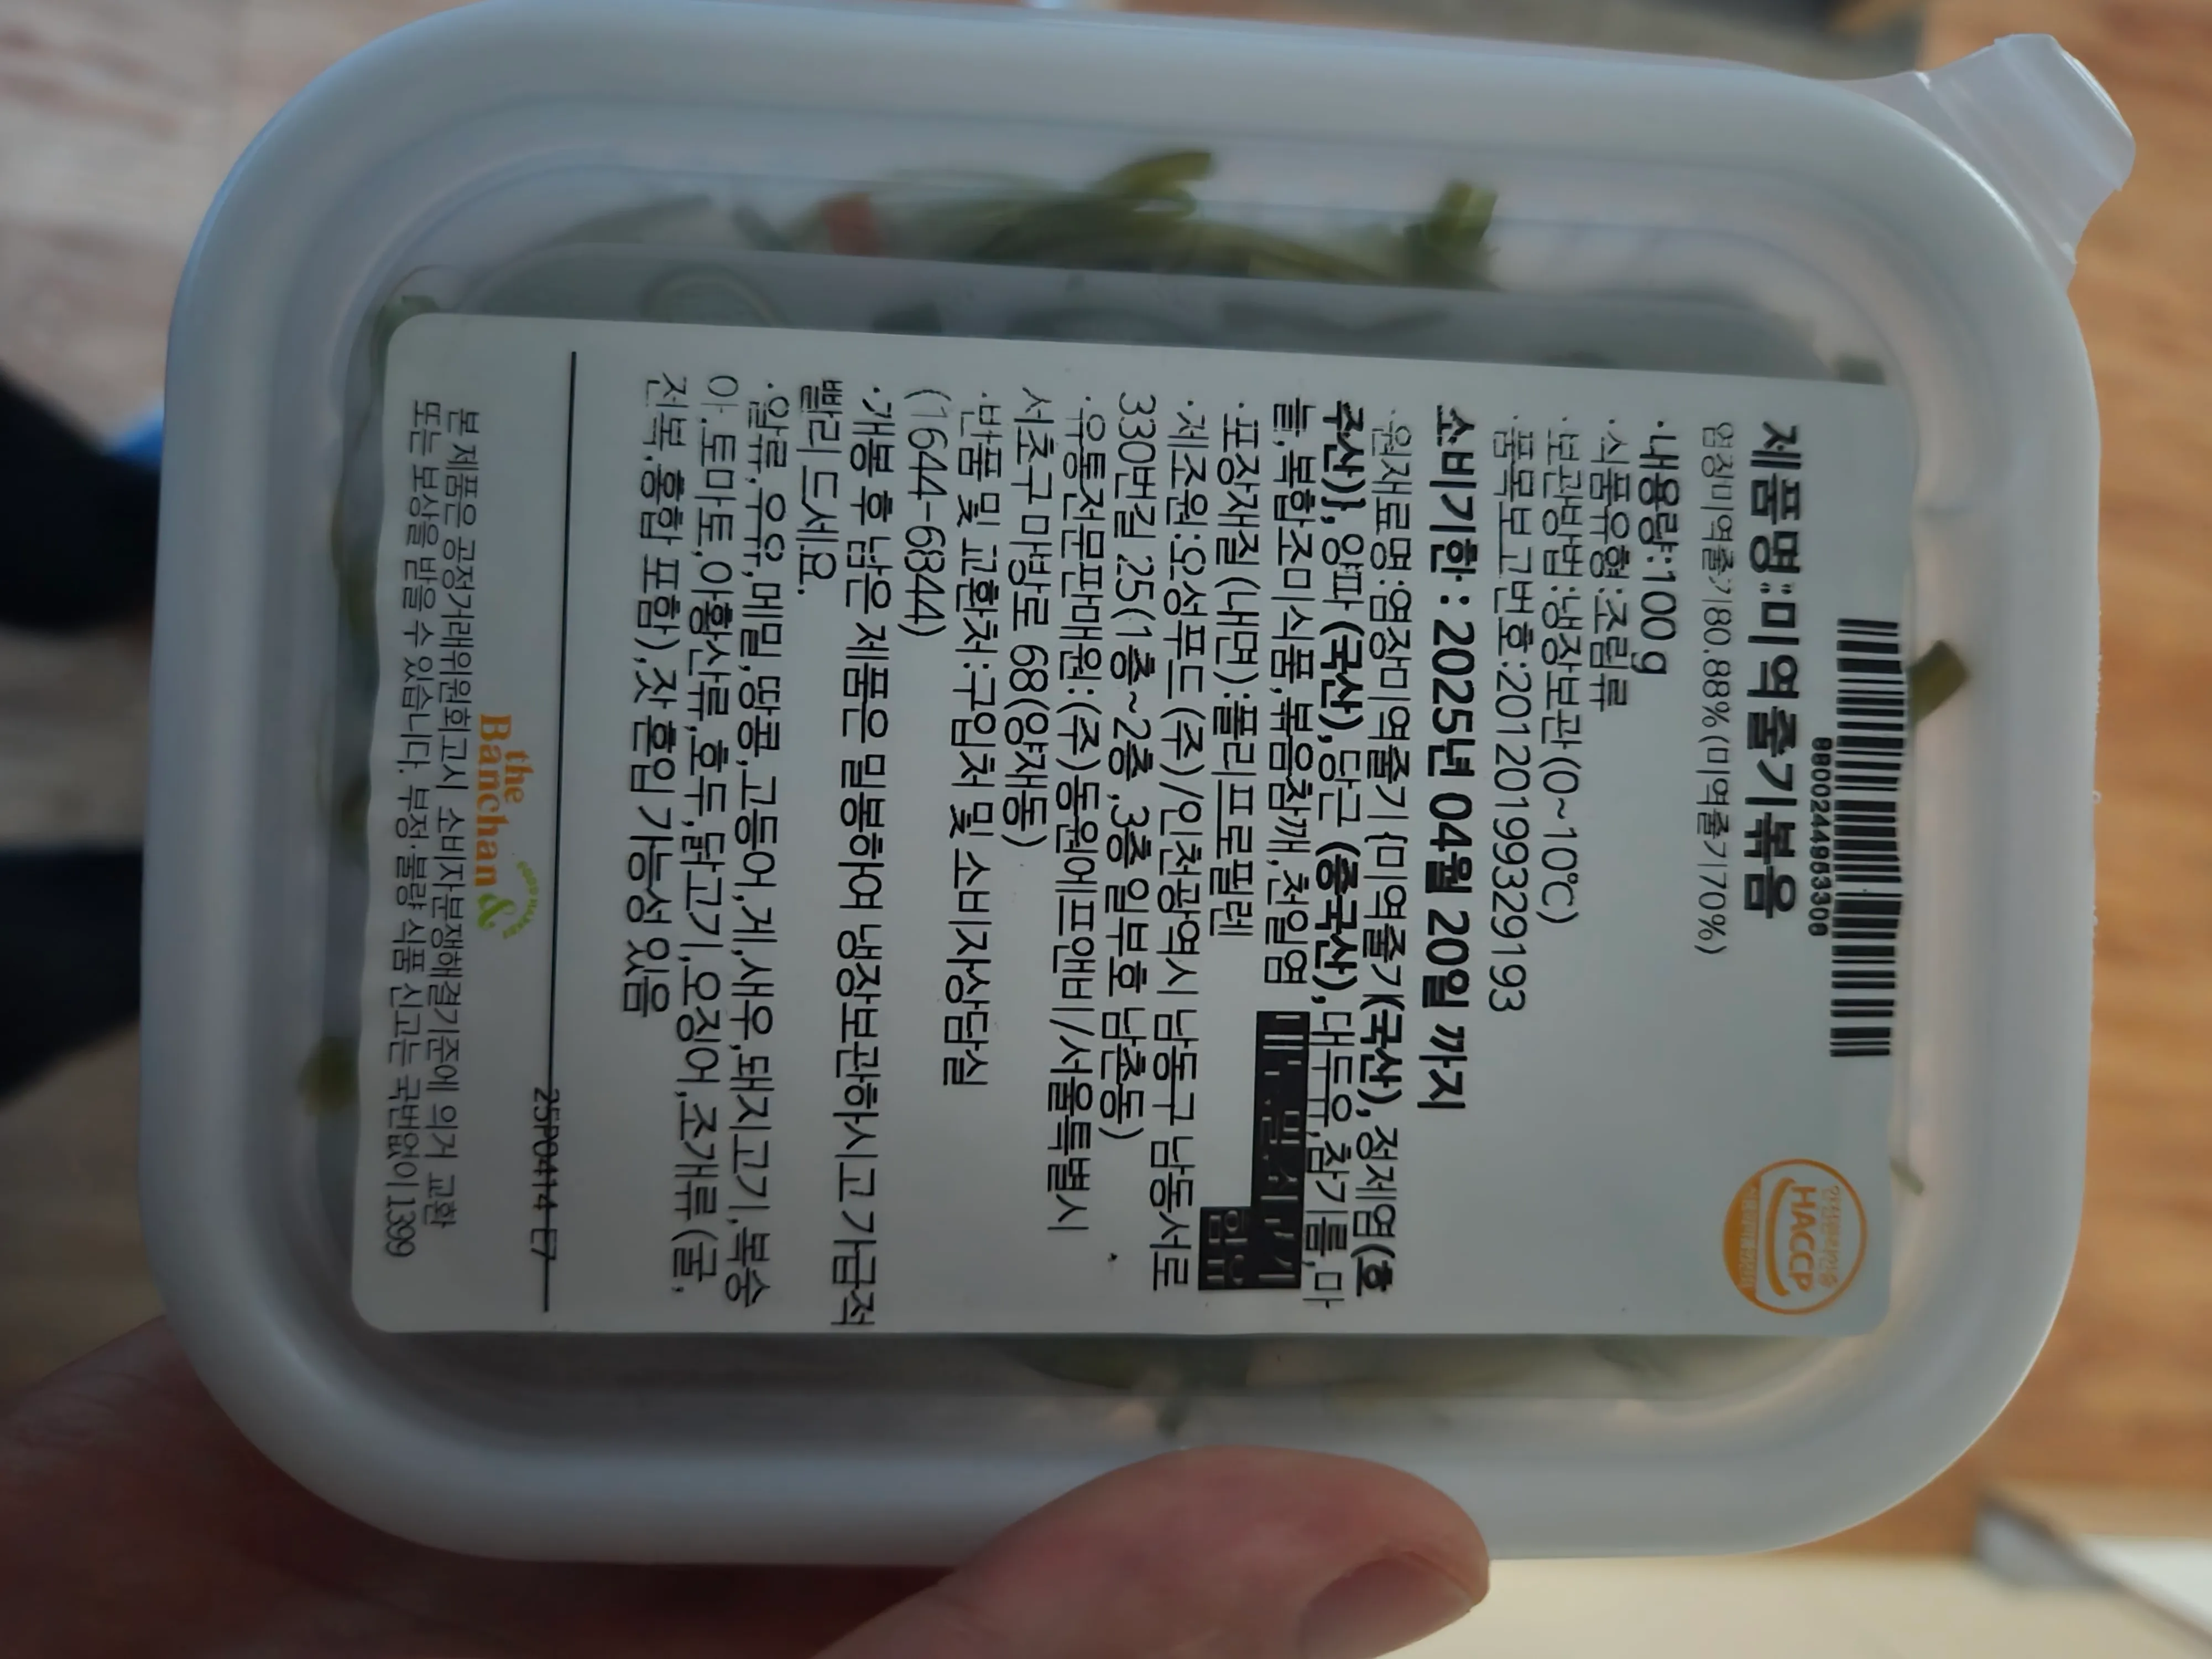 8800244953308
제품명:미역줄기볶음
염장미역줄기80.88%(미역줄기70%)
HACCP
·내용량:100 g
·식품유형:조림류
·보관방법:냉장보관(0~10℃)
·품목보고번호:20120199329193
소비기한 : 2025년 04월 20일 까지
·원재료명:염장미역줄기{미역줄기(국산),정제염(호
주산)},양파(국산),당근(중국산),대두유,참기름,마
늘,복합조미식품,볶음참깨,천일염
함유
·포장재질(내면):폴리프로필렌
·제조원:오성푸드(주)/인천광역시 남동구 남동서로
330번길 25(1층~2층,3층 일부호 남촌동)
·유통전문판매원:(주)동원에프앤비/서울특별시
서초구 마방로 68(양재동)
·반품 및 교환처:구입처 및 소비자상담실
(1644-6844)
·개봉 후 남은 제품은 밀봉하여 냉장보관하시고 가급적
빨리 드세요.
·알류,우유,메밀,땅콩,고등어,게,새우,돼지고기,복숭
아,토마토,아황산류,호두,닭고기,오징어,조개류(굴,
전복,홍합 포함),잣 혼입 가능성 있음
25P0414-E7
the
Banchan&
본 제품은 공정거래위원회고시 소비자분쟁해결기준에 의거 교환
또는 보상을 받을 수 있습니다. 부정·불량 식품 신고는 국번없이 1399